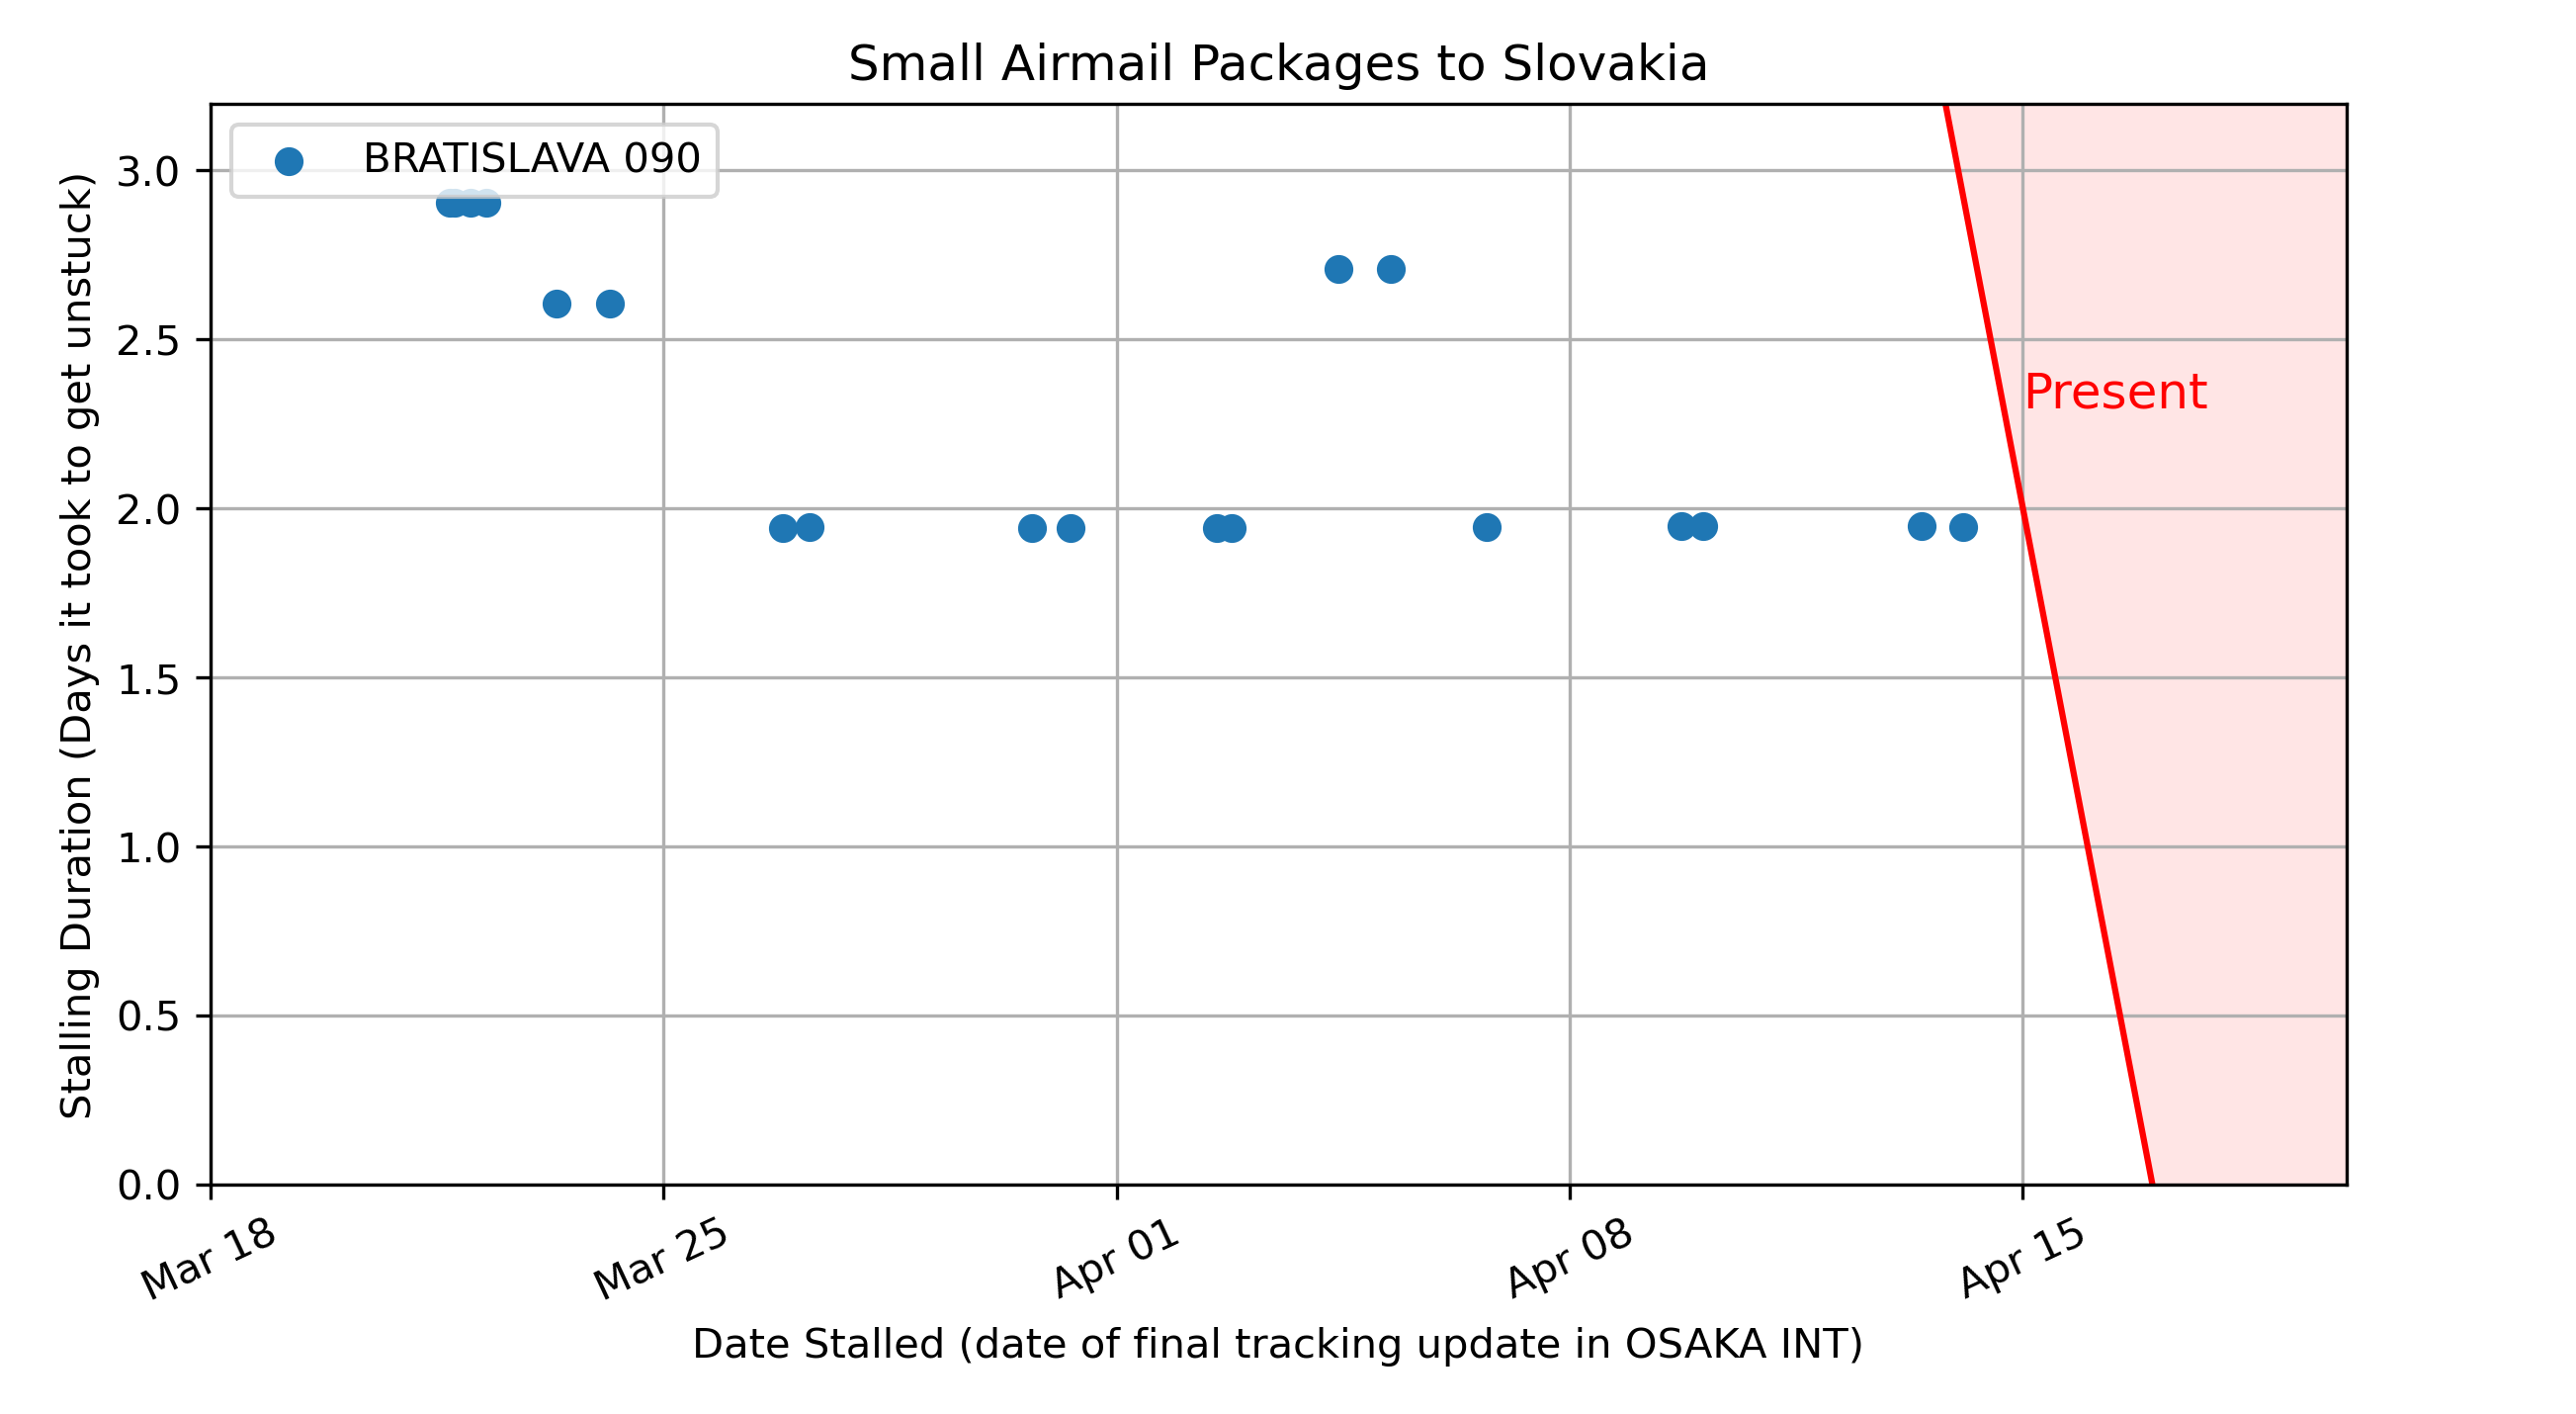 Small Airmail Packages to Slovakia
BRATISLAVA 090
Stalling Duration (Days it took to get unstuck)
3.0
2.5
2.0
1.5
1.0
0.5
0.0
Present
Mar 18
Mar 25
Apr 01
Apr 08
Apr 15
Date Stalled (date of final tracking update in OSAKA INT)